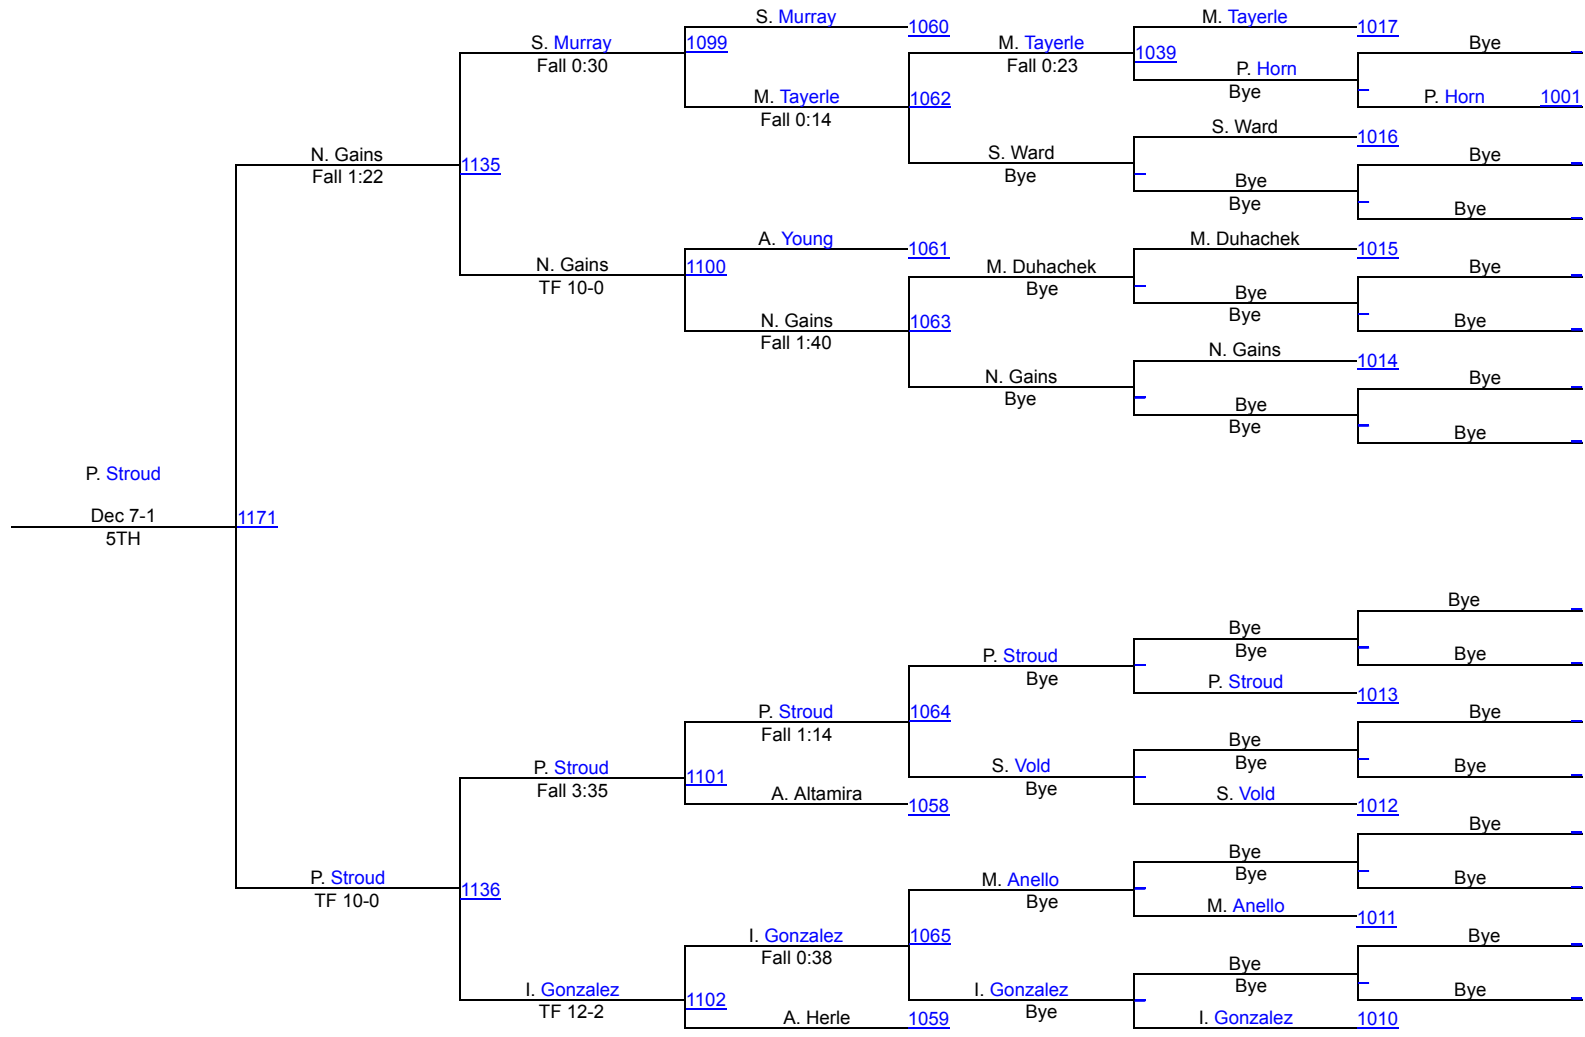 S. Murray
1060
M. Tayerle
1017
S. Murray
1099
M. Tayerle
1039
Bye
Fall 0:30
Fall 0:23
P. Horn
M. Tayerle
1062
Bye
P. Horn
1001
Fall 0:14
S. Ward
1016
N. Gains
1135
S. Ward
Bye
Fall 1:22
Bye
Bye
Bye
Bye
A. Young
1061
M. Duhachek
1015
N. Gains
1100
M. Duhachek
Bye
TF 10-0
Bye
Bye
N. Gains
1063
Bye
Bye
Fall 1:40
N. Gains
1014
N. Gains
Bye
Bye
Bye
Bye
Bye
P. Stroud
Dec 7-1
1171
5TH
Bye
Bye
P. Stroud
Bye
Bye
Bye
P. Stroud
1013
P. Stroud
1064
Bye
Fall 1:14
Bye
P. Stroud
1101
S. Vold
Bye
Bye
Fall 3:35
Bye
A. Altamira
1058
S. Vold
1012
Bye
Bye
P. Stroud
1136
M. Anello
Bye
Bye
TF 10-0
Bye
M. Anello
1011
I. Gonzalez
1065
Bye
Fall 0:38
Bye
I. Gonzalez
1102
I. Gonzalez
Bye
Bye
TF 12-2
Bye
A. Herle
1059
I. Gonzalez
1010